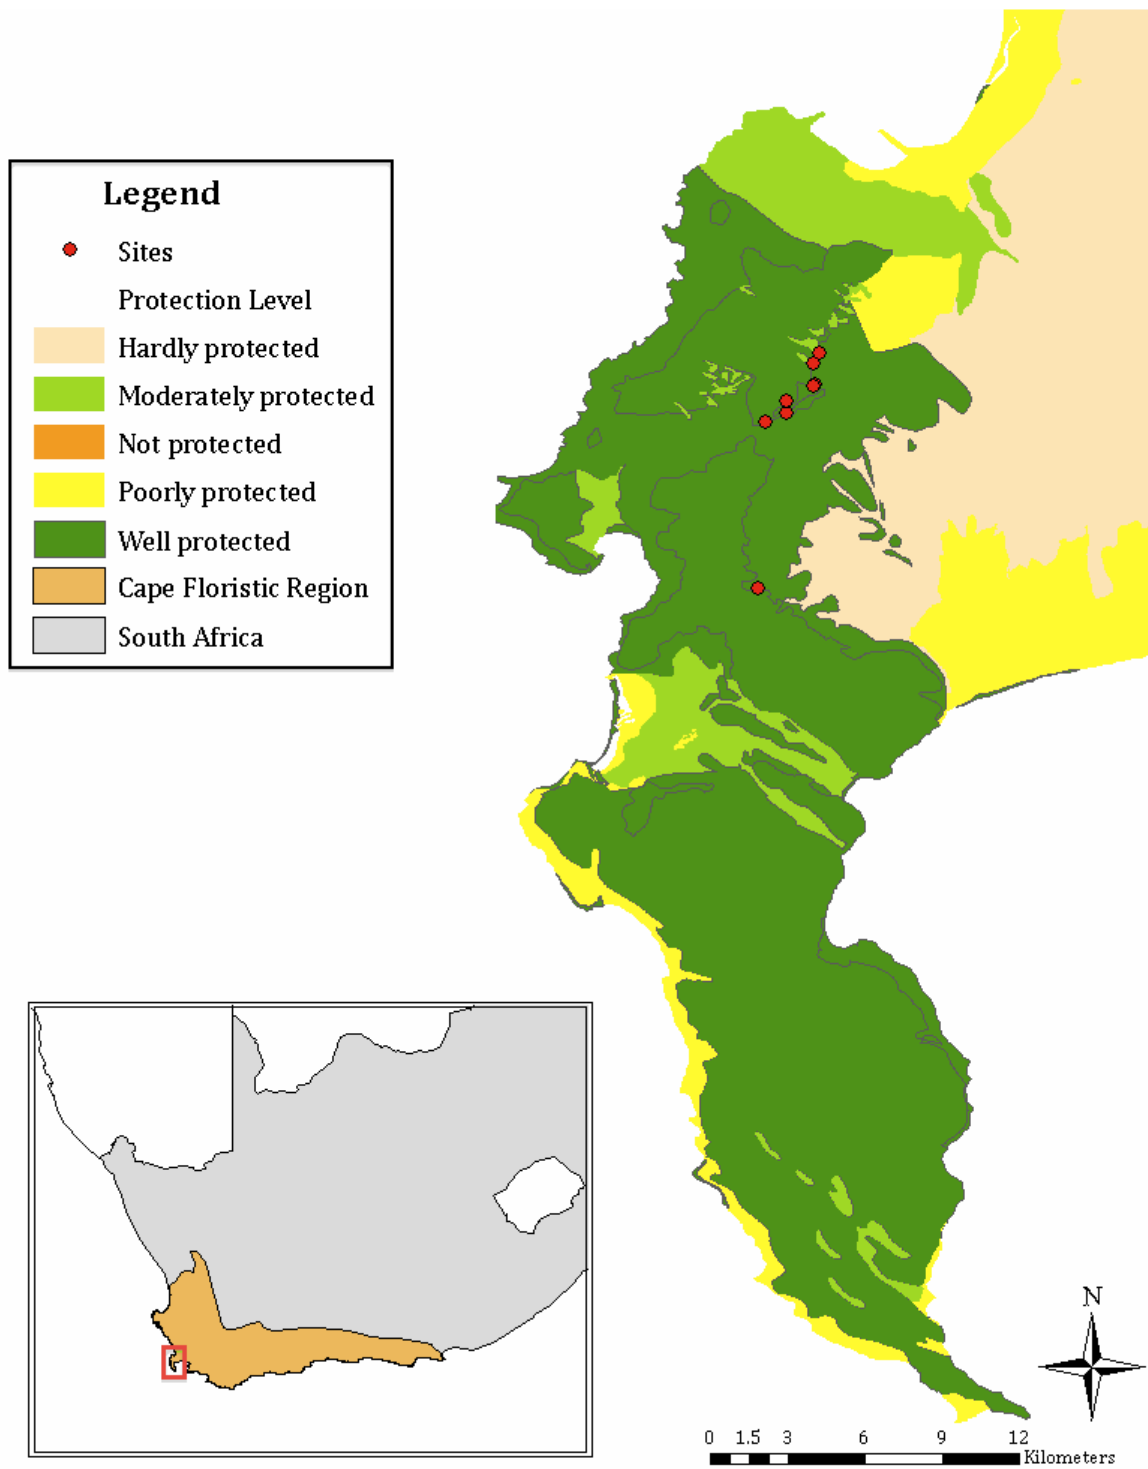 Legend
Sites
Protection Level
Hardly protected
Moderately protected
Not protected
Poorly protected
Well protected
Cape Floristic Region
South Africa
N
0 1.5 3 6 9 12
Kilometers